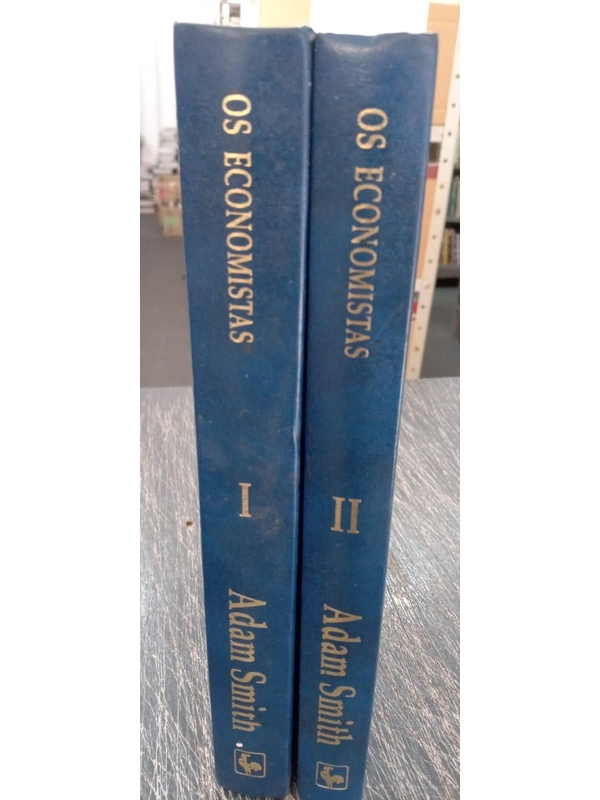 OS ECONOMISTAS
I
Adam Smith
OS ECONOMISTAS
II
Adam Smith